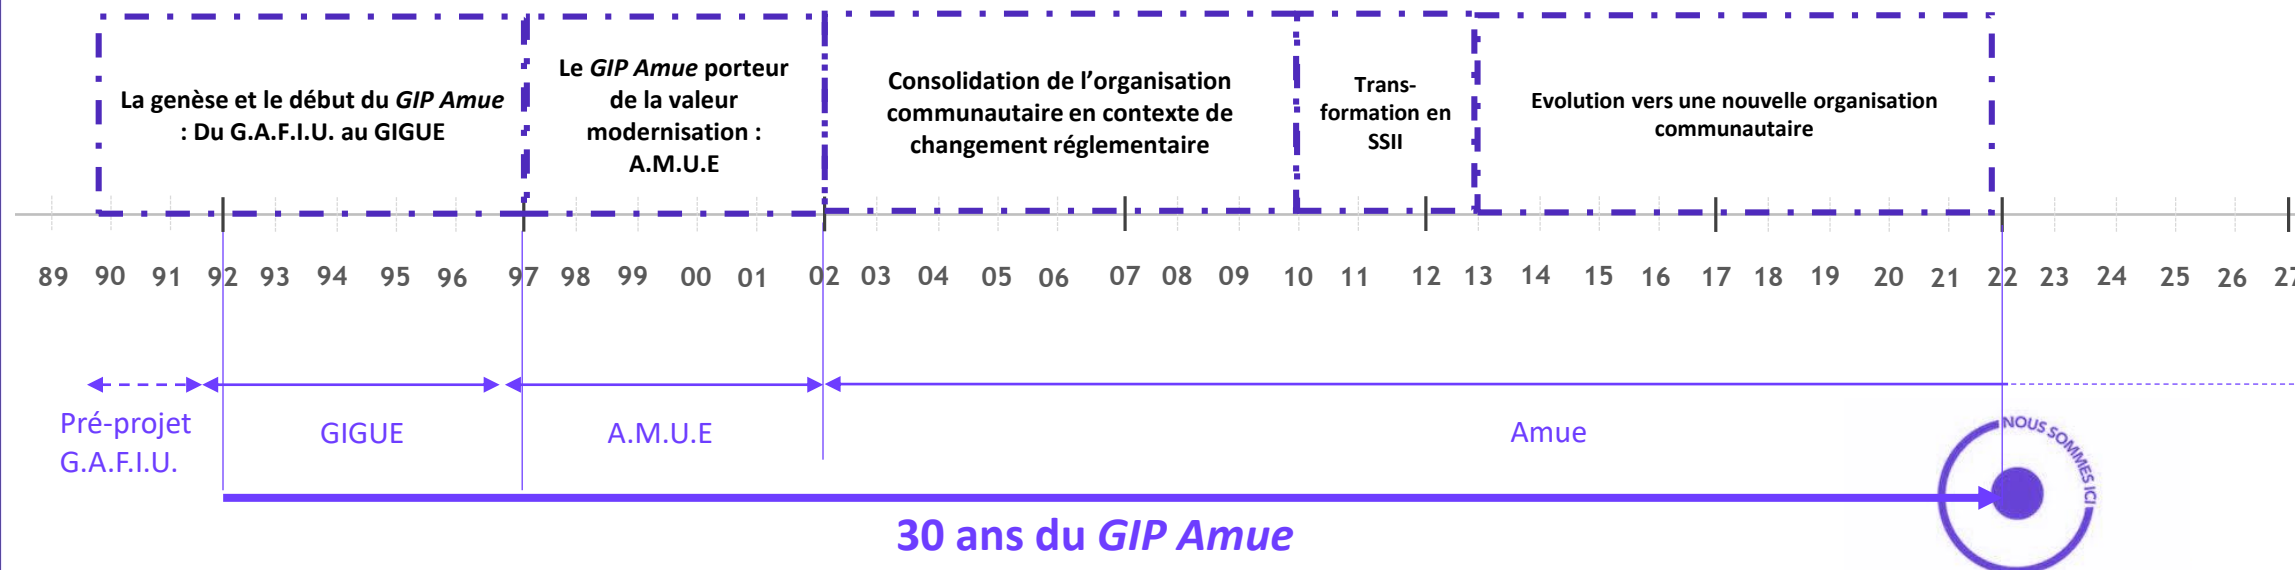 La genèse et le début du GIP Amue
: Du G.A.F.I.U. au GIGUE
Le GIP Amue porteur
de la valeur
modernisation :
A.M.U.E
Consolidation de l'organisation
communautaire en contexte de
changement réglementaire
Trans-
formation en
SSII
Evolution vers une nouvelle organisation
communautaire
89 90 91 92 93 94 95 96 97 98 99 00 01 02 03 04 05 06 07 08 09 10 11 12 13 14 15 16 17 18 19 20 21 22 23 24 25 26 27
Pré-projet
G.A.F.I.U.
GIGUE
A.M.U.E
Amue
NOUS SOMMES ICI
30 ans du GIP Amue